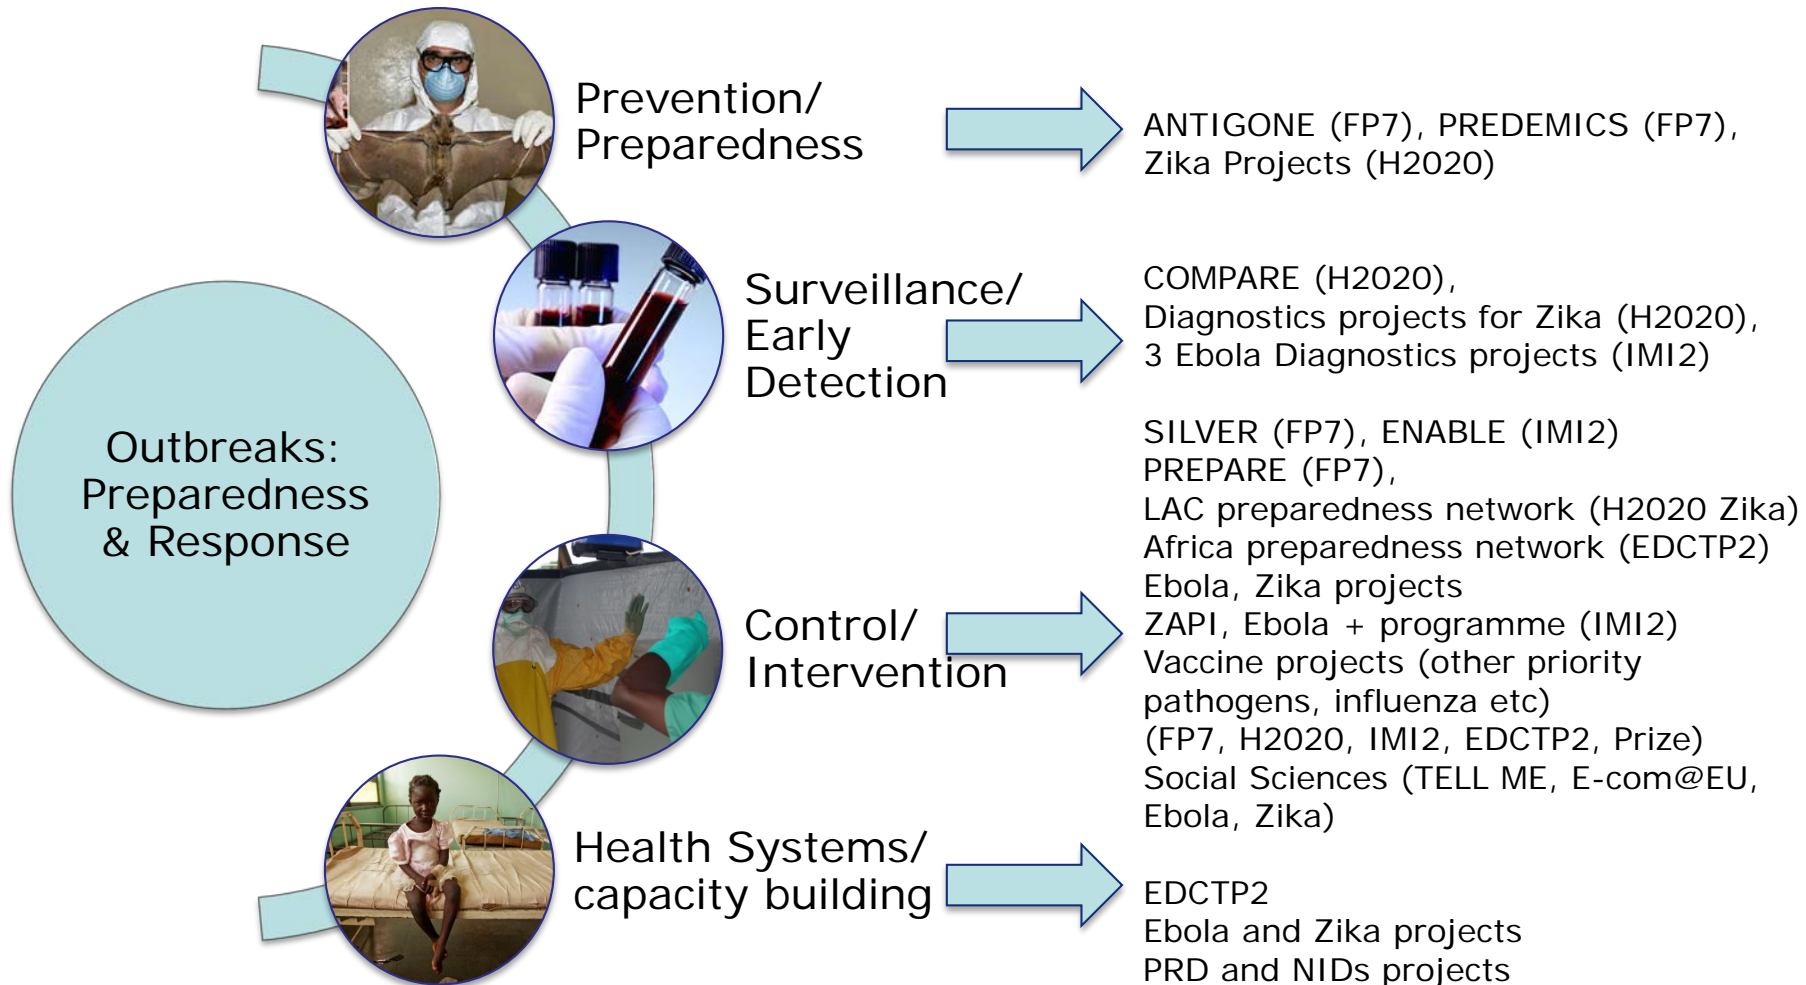 Outbreaks:
Preparedness
& Response
Prevention/
Preparedness
ANTIGONE (FP7), PREDEMICS (FP7),
Zika Projects (H2020)
Surveillance/
Early
Detection
COMPARE (H2020),
Diagnostics projects for Zika (H2020),
3 Ebola Diagnostics projects (IMI2)
Control/
Intervention
SILVER (FP7), ENABLE (IMI2)
PREPARE (FP7),
LAC preparedness network (H2020 Zika)
Africa preparedness network (EDCTP2)
Ebola, Zika projects
ZAPI, Ebola + programme (IMI2)
Vaccine projects (other priority
pathogens, influenza etc)
(FP7, H2020, IMI2, EDCTP2, Prize)
Social Sciences (TELL ME, E-com@EU,
Ebola, Zika)
Health Systems/
capacity building
EDCTP2
Ebola and Zika projects
PRD and NIDs projects